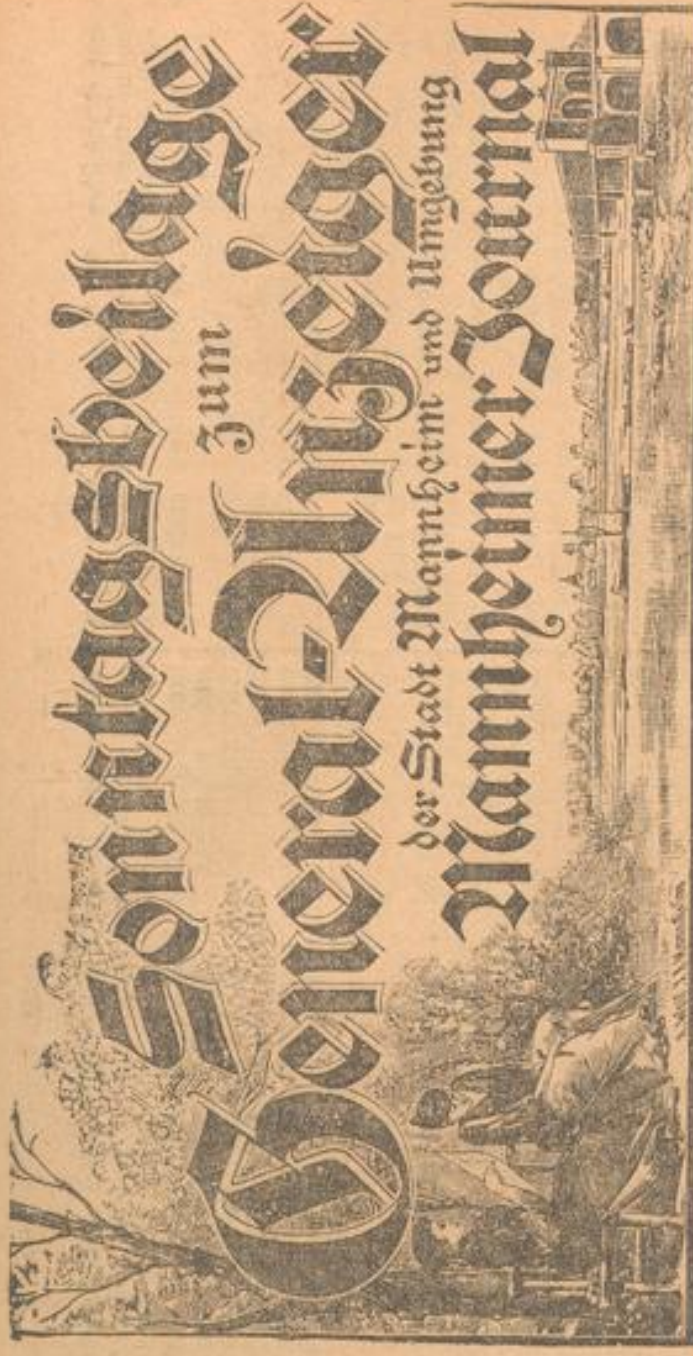 Sonntagsbeilage
zum
General-Anzeiger
der Stadt Mannheim und Umgebung
Mannheimer Journal